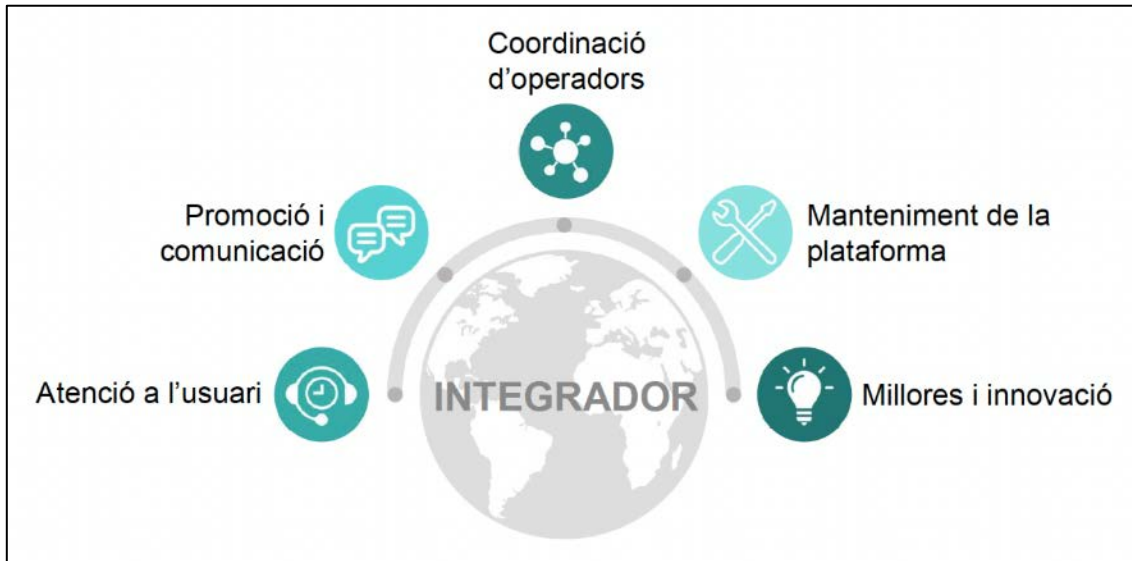 Coordinació
d'operadors
Promoció i
comunicació
Manteniment de la
plataforma
Atenció a l'usuari
INTEGRADOR
Millores i innovació